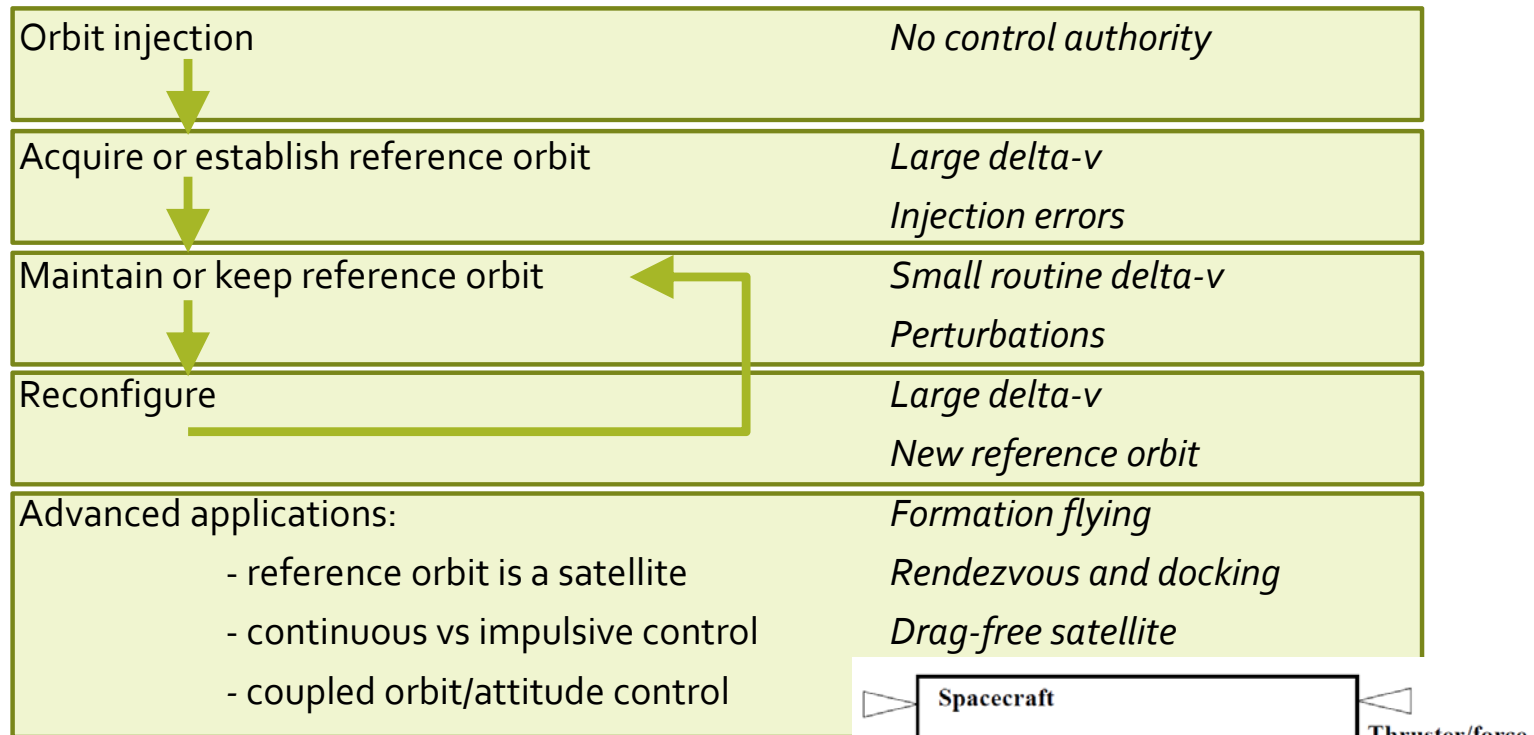 Orbit injection No control authority
Acquire or establish reference orbit Large delta-v
Injection errors
Maintain or keep reference orbit Small routine delta-v
Perturbations
Reconfigure Large delta-v
New reference orbit
Advanced applications: Formation flying
- reference orbit is a satellite Rendezvous and docking
- continuous vs impulsive control Drag-free satellite
- coupled orbit/attitude control
Spacecraft
Thruster/force